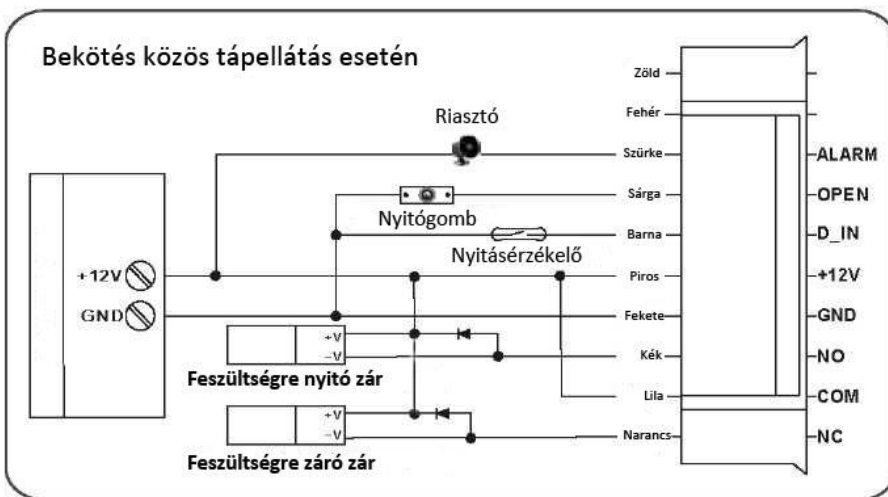 Bekötés közös tápellátás esetén
Zöld
Fehér
Riasztó
Szürke
ALARM
Sárga
OPEN
Nyitógomb
Barna
D_IN
Nyitásérzékelő
+12V
Piros
+12V
GND
Fekete
GND
+V
-V
Kék
NO
Feszültségre nyitó zár
Lila
COM
+V
-V
Narancs
NC
Feszültségre záró zár